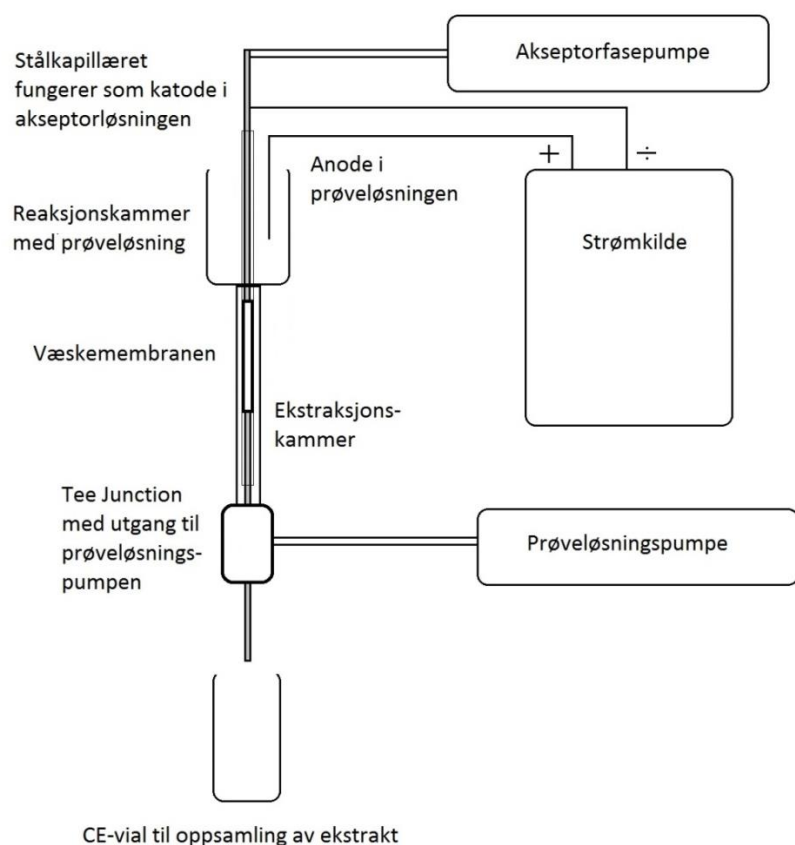 Stålkapillæret
fungerer som katode i
akseptorløsningen
Akseptorfasepumpe
Anode i
prøveløsningen
+
÷
Reaksjonskammer
med prøveløsning
Strømkilde
Væskemembranen
Ekstraksjons-
kammer
Tee Junction
med utgang til
prøveløsnings-
pumpen
Prøveløsningspumpe
CE-vial til oppsamling av ekstrakt